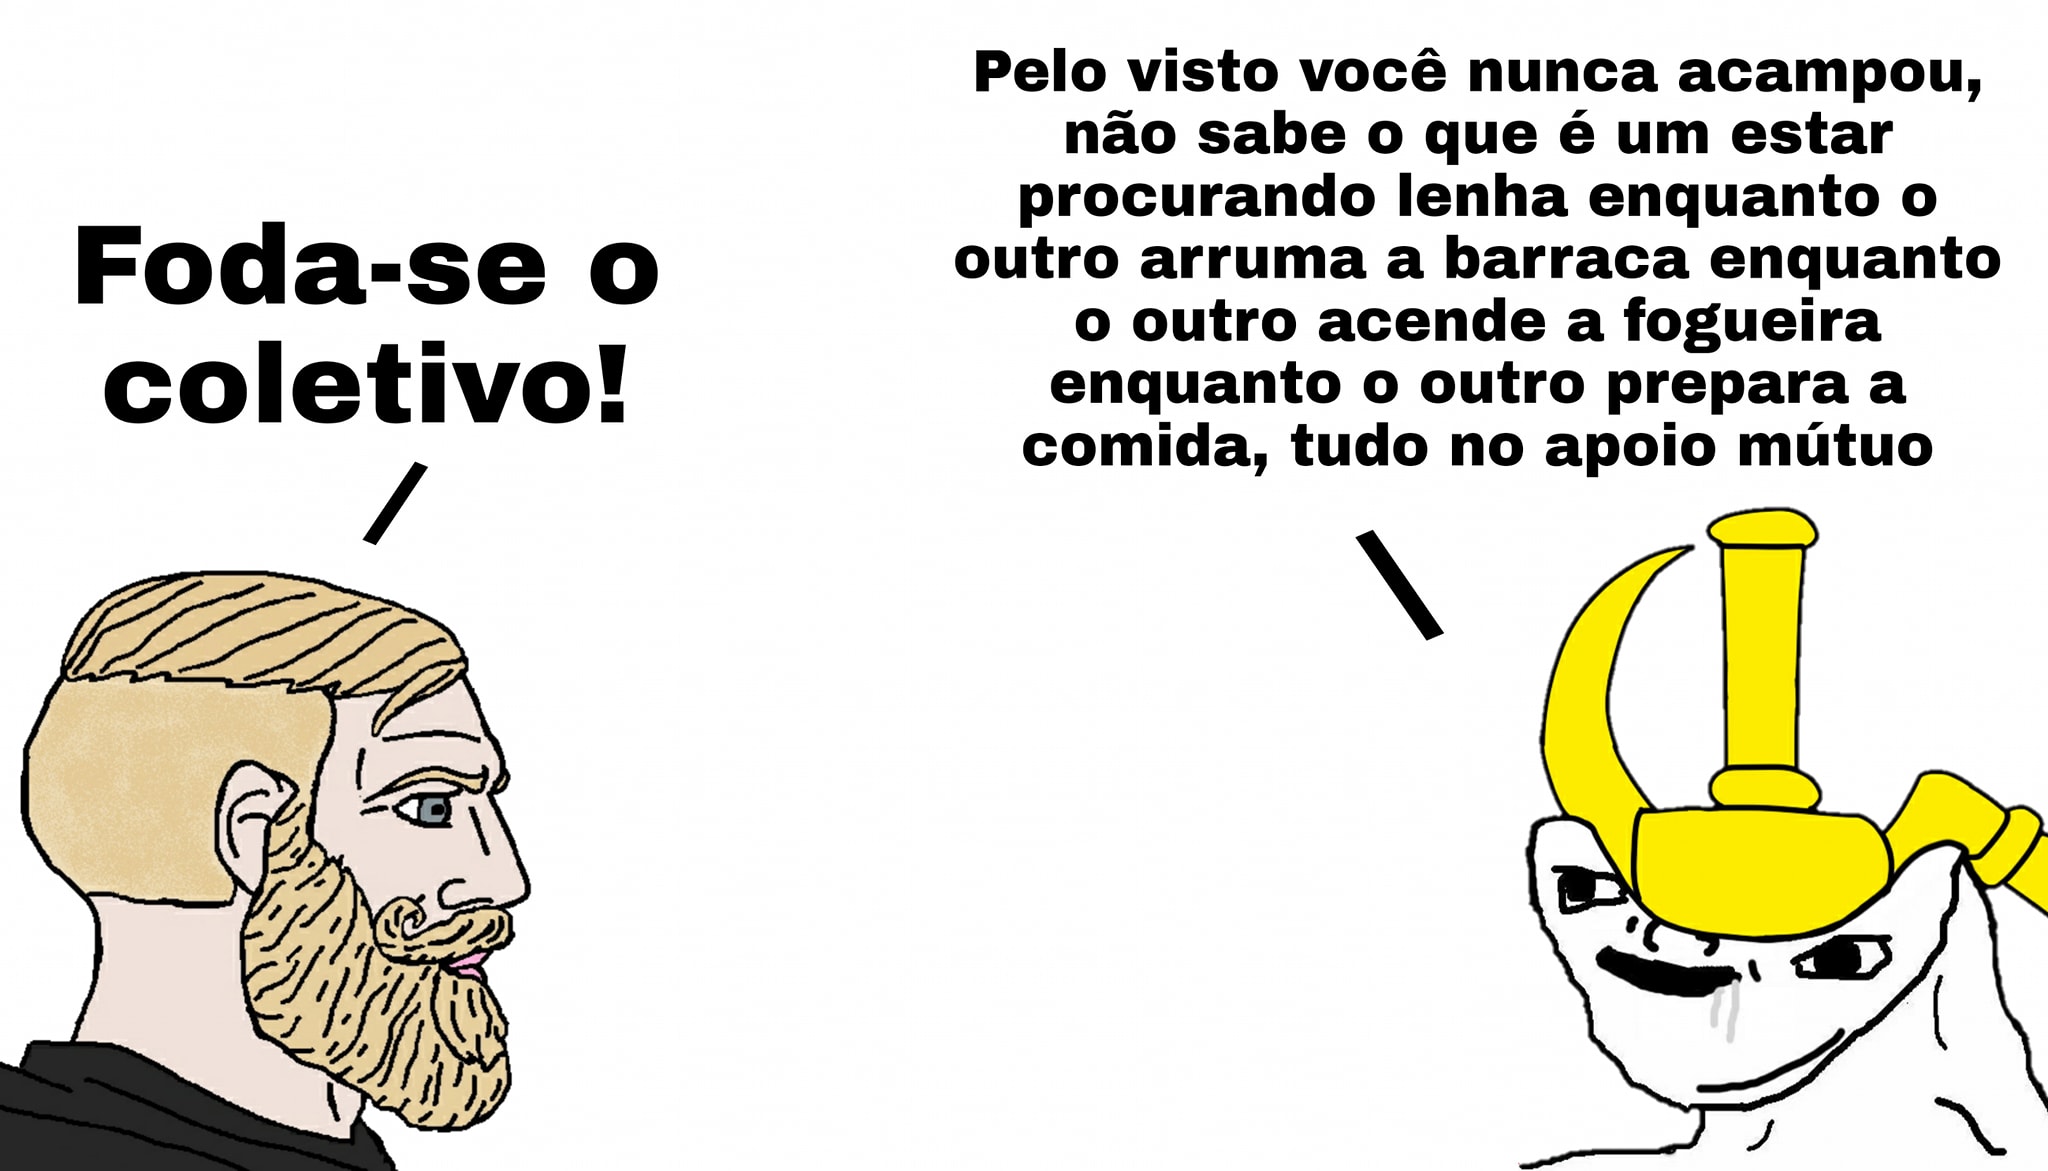 Foda-se o
coletivo!
Pelo visto você nunca acampou,
não sabe o que é um estar
procurando lenha enquanto o
outro arruma a barraca enquanto
o outro acende a fogueira
enquanto o outro prepara a
comida, tudo no apoio mútuo